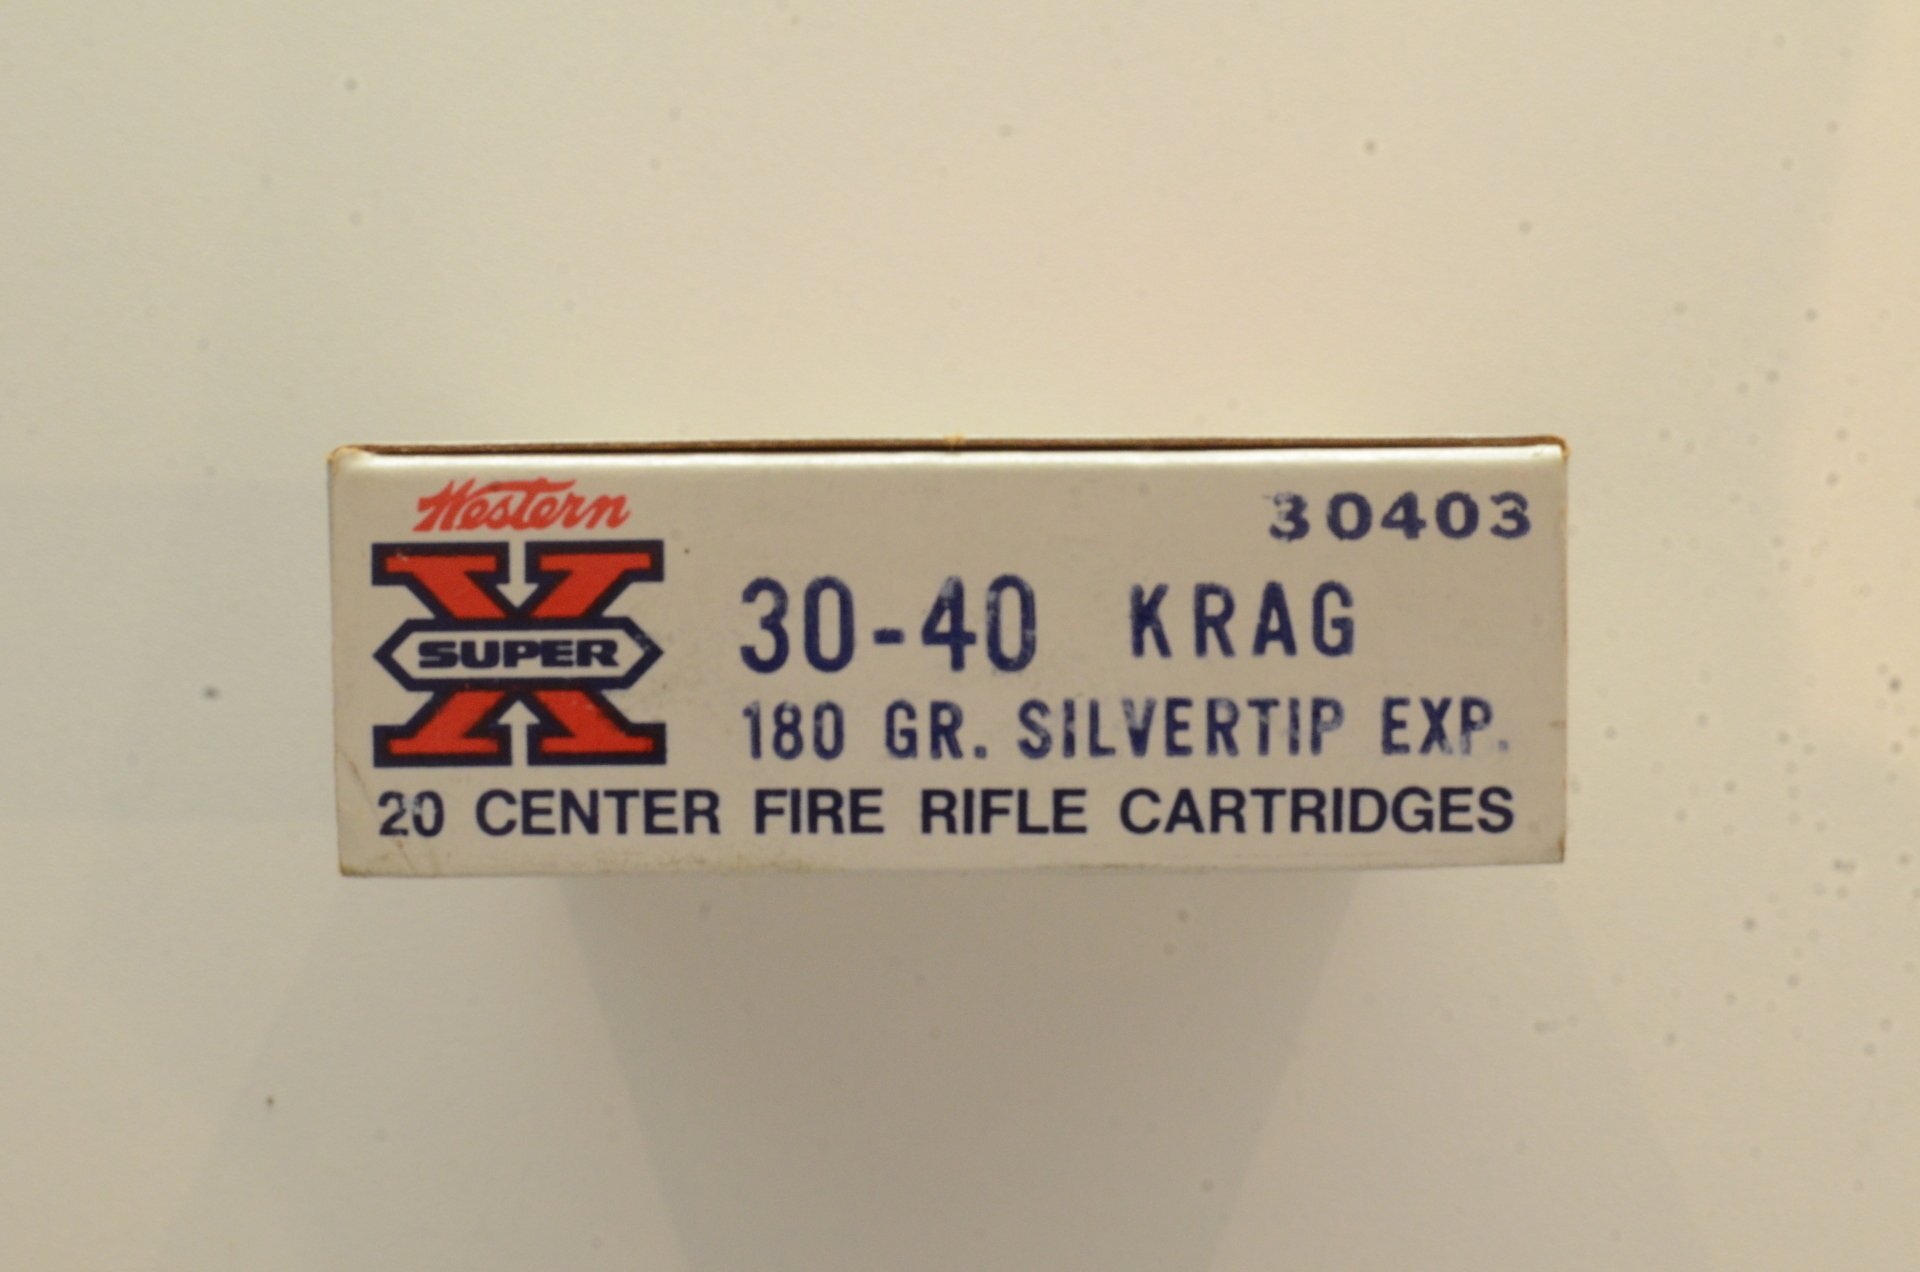 Western
30403
X
SUPER
30-40 KRAG
180 GR. SILVERTIP EXP.
20 CENTER FIRE RIFLE CARTRIDGES